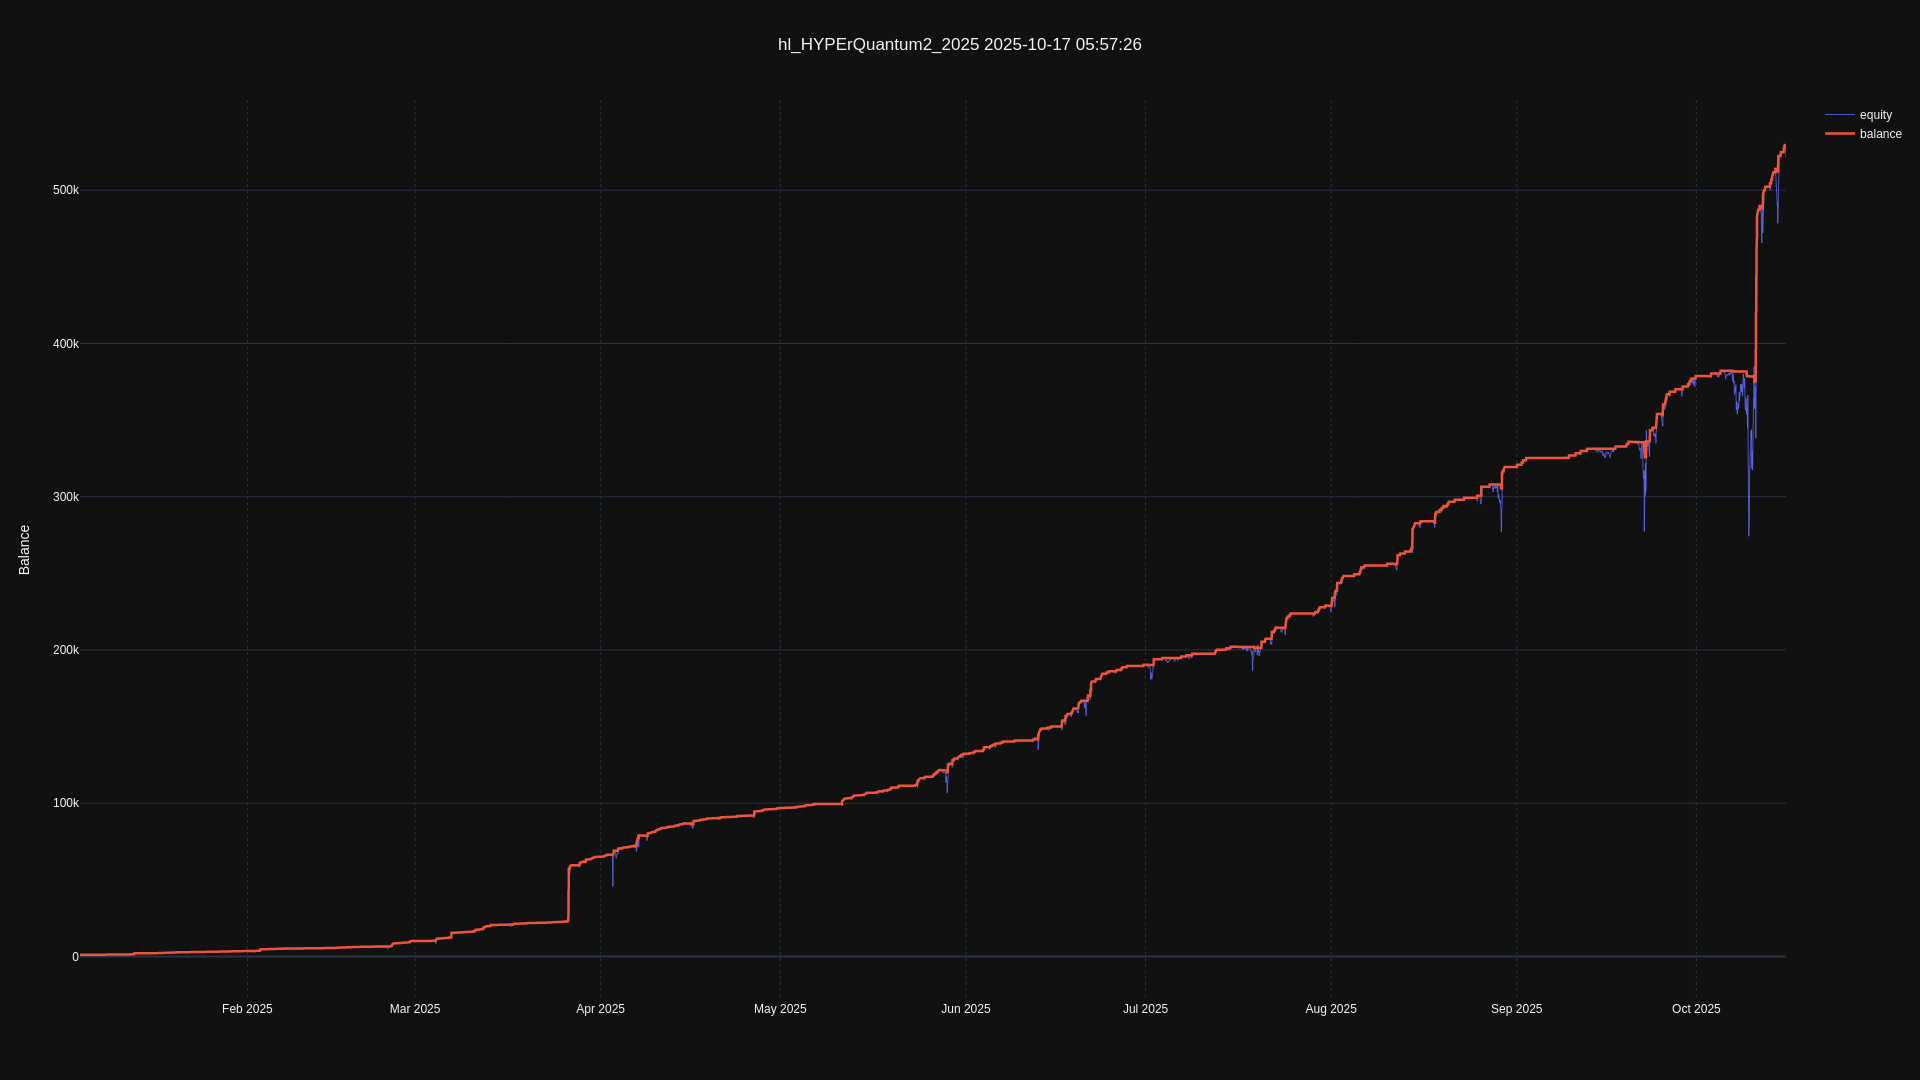 hl_HYPErQuantum2_2025 2025-10-17 05:57:26
equity
balance
500k
400k
300k
200k
100k
0
Balance
Feb 2025
Mar 2025
Apr 2025
May 2025
Jun 2025
Jul 2025
Aug 2025
Sep 2025
Oct 2025